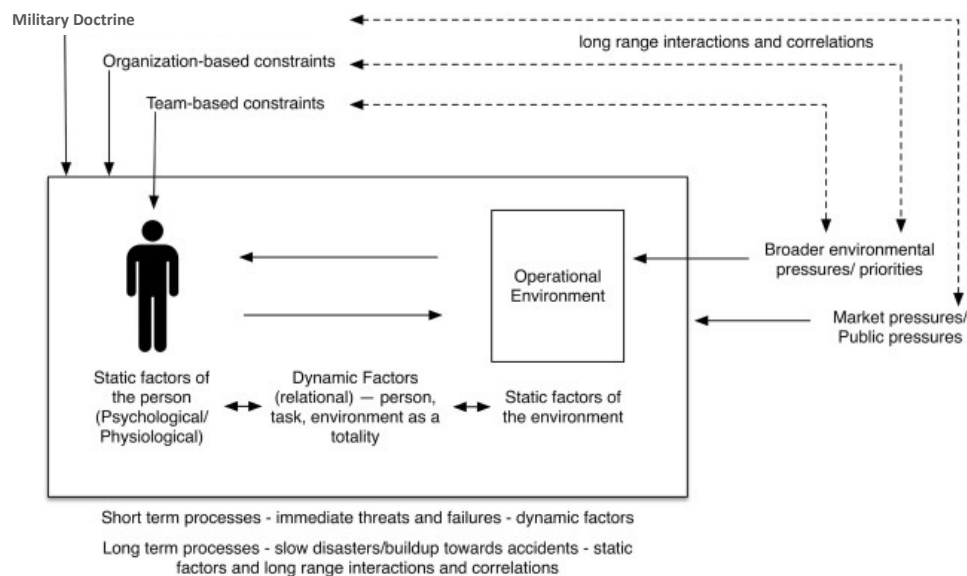 Military Doctrine
long range interactions and correlations
Organization-based constraints
Team-based constraints
Broader environmental
pressures/ priorities
Operational
Environment
Market pressures/
Public pressures
Static factors of
the person
(Psychological/
Physiological)
Dynamic Factors
(relational) — person,
task, environment as a
totality
Static factors of
the environment
Short term processes - immediate threats and failures - dynamic factors
Long term processes - slow disasters/buildup towards accidents - static
factors and long range interactions and correlations